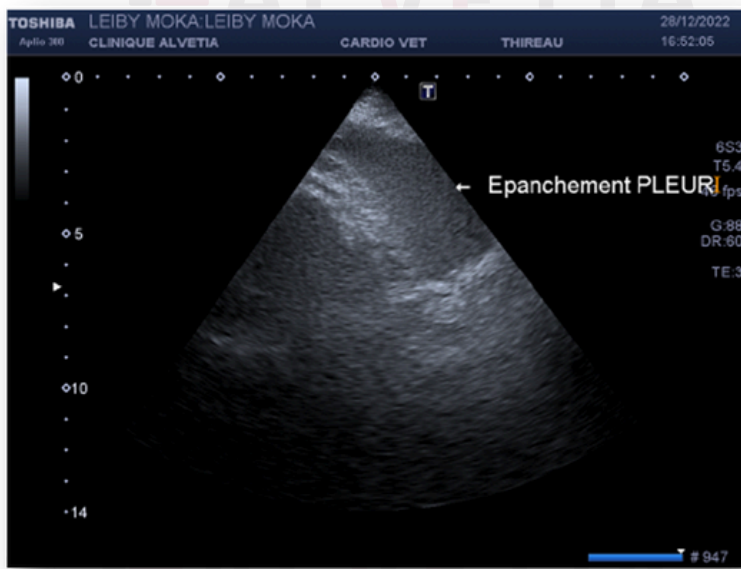 TOSHIBA LEIBY MOKA:LEIBY MOKA 28/12/2022
Aplio 300 CLINIQUE ALVETIA CARDIO VET THIREAU 16:52:05
0
T
6S3
T5.4
Epanchement PLEURI
fps
5
G:88
DR:60
TE:3
10
14
# 947